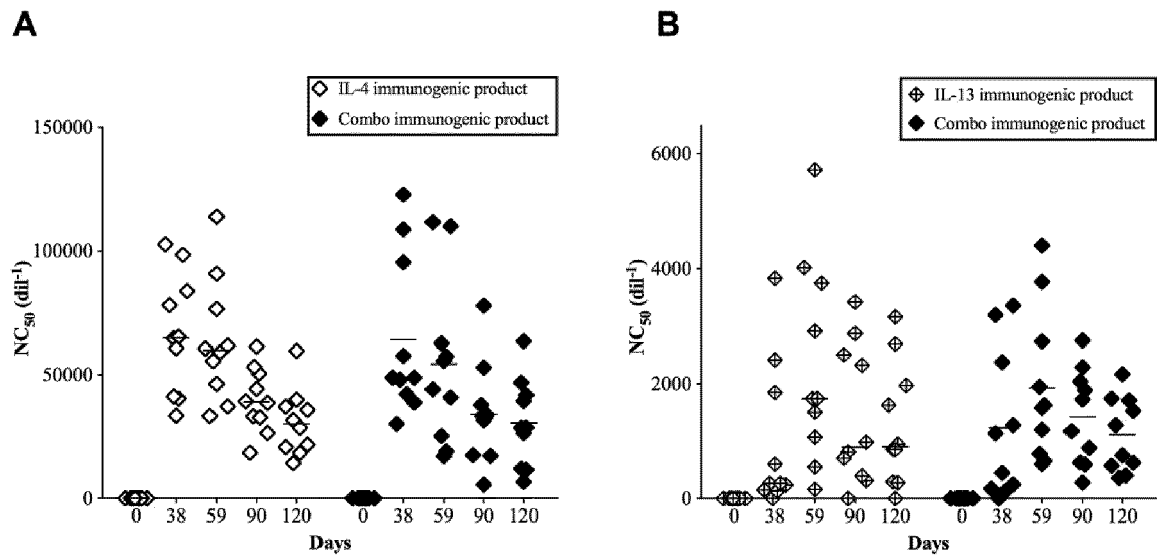 A
IL-4 immunogenic product
Combo immunogenic product
150000
100000
50000
0
NC50 (dil-1)
0 38 59 90 120 0 38 59 90 120
Days
B
IL-13 immunogenic product
Combo immunogenic product
6000
4000
2000
0
NC50 (dil-1)
0 38 59 90 120 0 38 59 90 120
Days